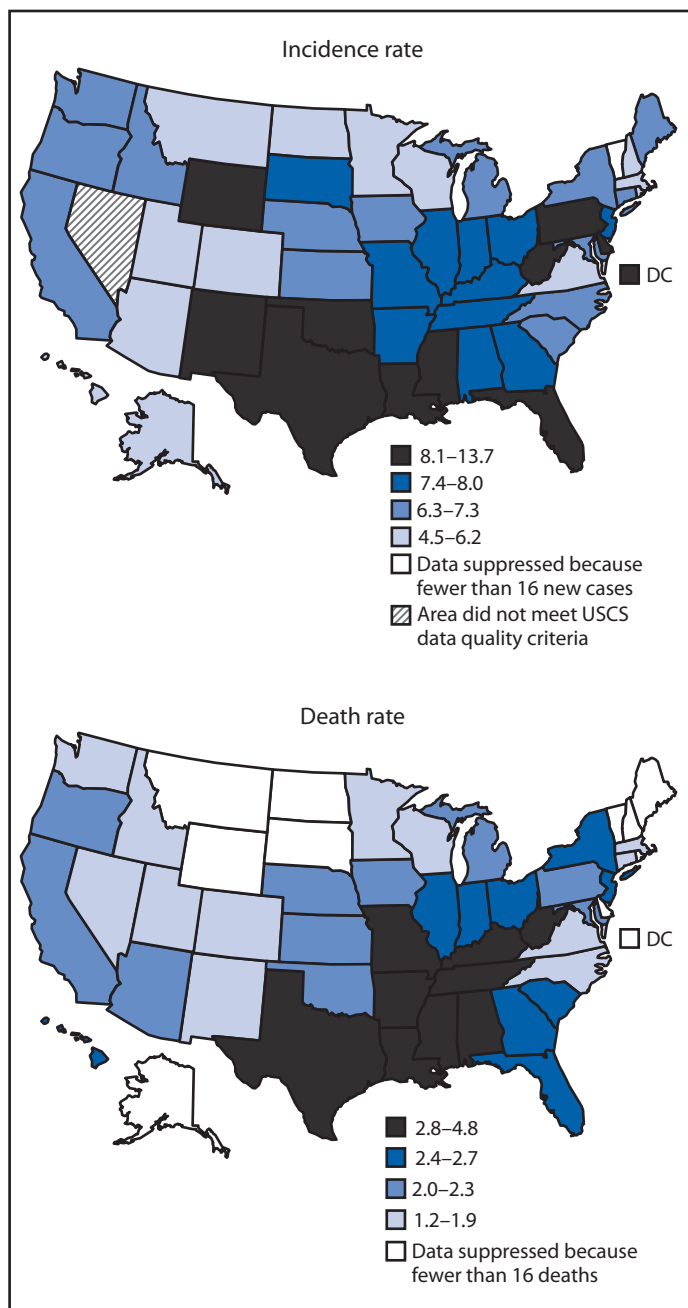 Incidence rate
DC
8.1–13.7
7.4–8.0
6.3–7.3
4.5–6.2
Data suppressed because
fewer than 16 new cases
Area did not meet USCS
data quality criteria
Death rate
DC
2.8–4.8
2.4–2.7
2.0–2.3
1.2–1.9
Data suppressed because
fewer than 16 deaths